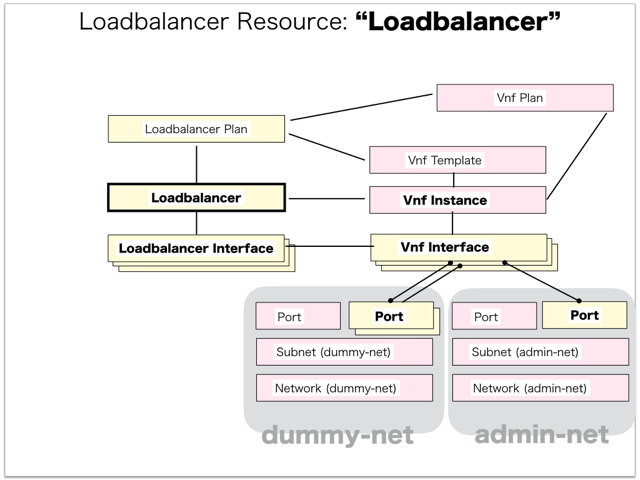 Loadbalancer Resource: “Loadbalancer”
Vnf Plan
Loadbalancer Plan
Vnf Template
Loadbalancer
Vnf Instance
Loadbalancer Interface
Vnf Interface
Port
Port
Port
Port
Subnet (dummy-net)
Subnet (admin-net)
Network (dummy-net)
Network (admin-net)
dummy-net
admin-net